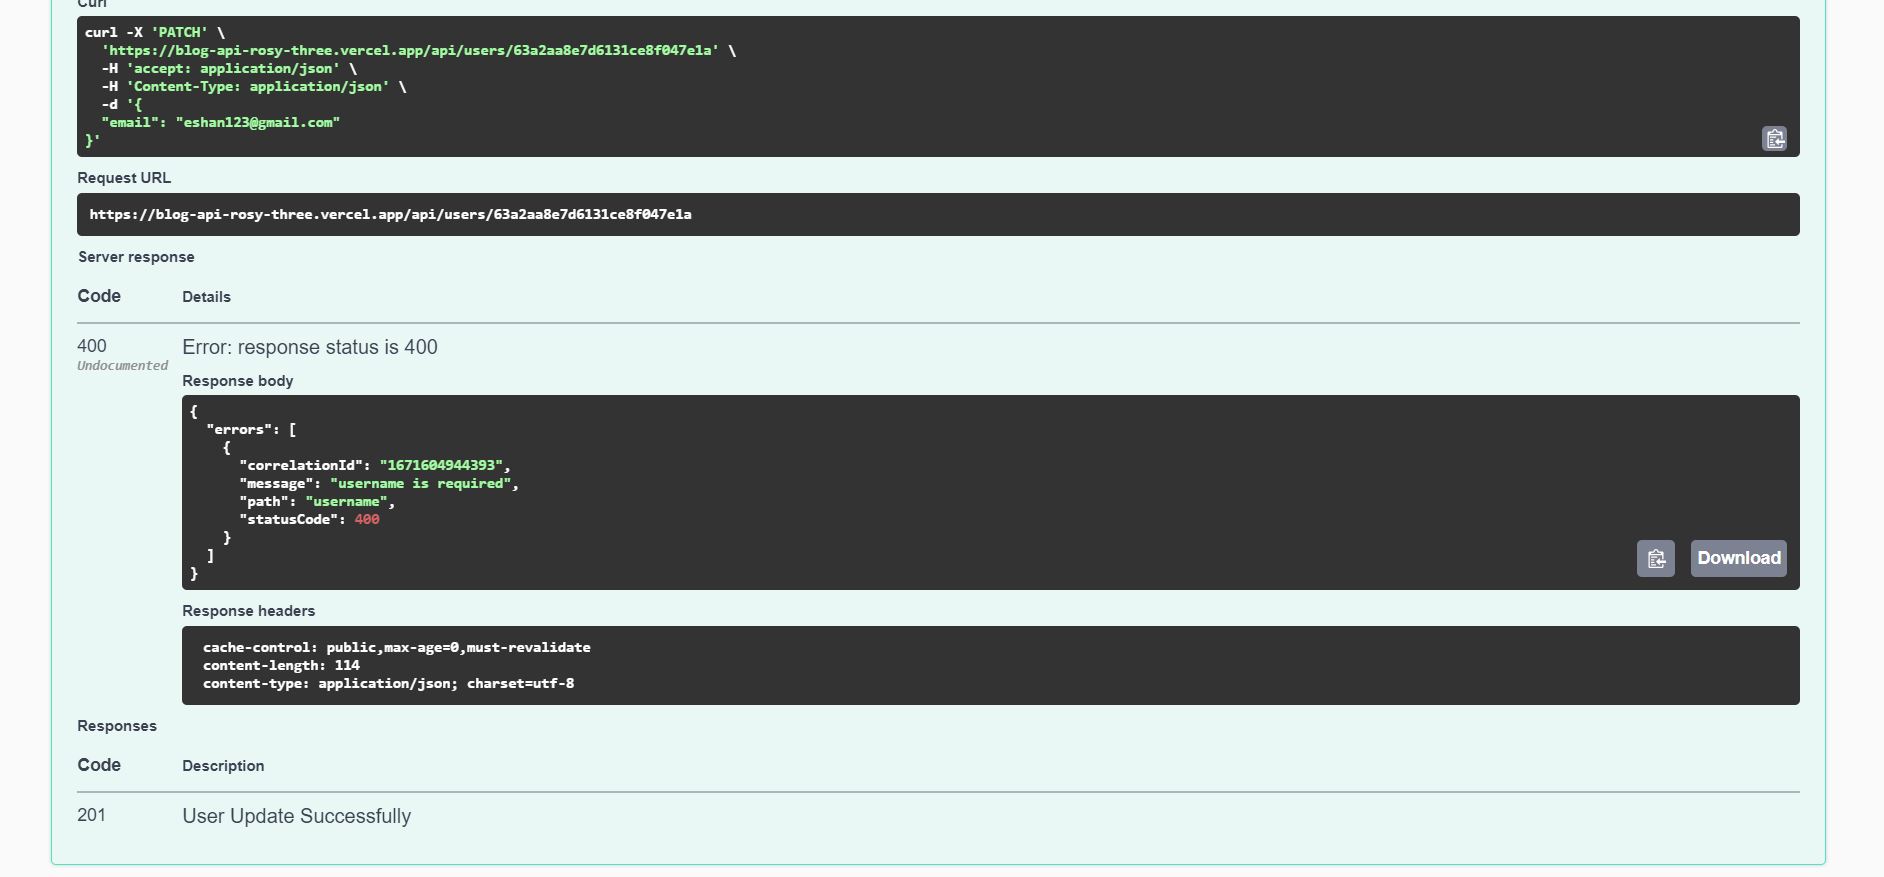 Curl
curl -X 'PATCH' \
  'https://blog-api-rosy-three.vercel.app/api/users/63a2aa8e7d6131ce8f047e1a' \
  -H 'accept: application/json' \
  -H 'Content-Type: application/json' \
  -d '{
  "email": "eshan123@gmail.com"
}'
Request URL
https://blog-api-rosy-three.vercel.app/api/users/63a2aa8e7d6131ce8f047e1a
Server response
Code Details
400 Error: response status is 400
Undocumented
Response body
{
  "errors": [
    {
      "correlationId": "1671604944393",
      "message": "username is required",
      "path": "username",
      "statusCode": 400
    }
  ]
}
Download
Response headers
cache-control: public,max-age=0,must-revalidate
content-length: 114
content-type: application/json; charset=utf-8
Responses
Code Description
201 User Update Successfully